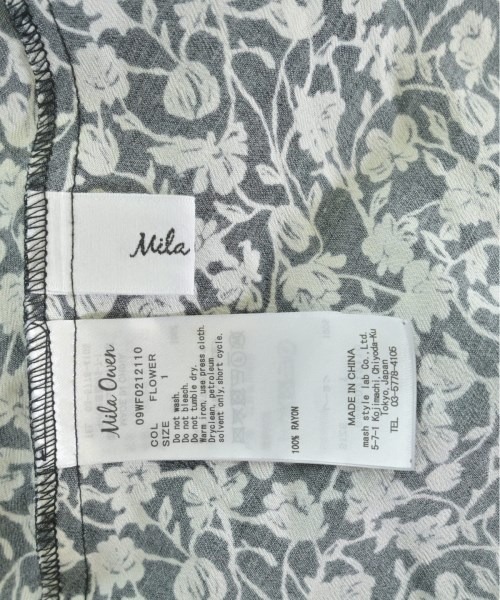 Mila
Mila Owen
09WF0212110
COL FLOWER
SIZE 1
Do not wash.
Do not bleach.
Do not tumble dry.
Warm iron, use press cloth.
Dryclean, petroleum
solvent only, short cycle.
100% RAYON
MADE IN CHINA
mash style lab Co., Ltd.
5-7-1 Kojimachi, Chiyoda-Ku
Tokyo, Japan
TEL 03-5778-4105